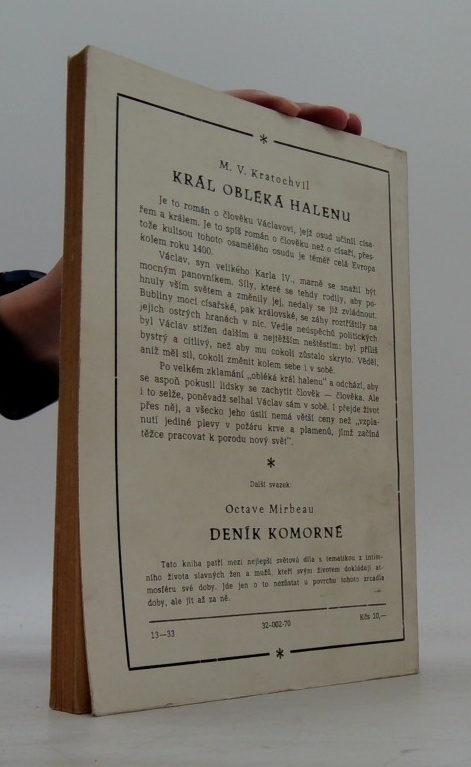 M. V. Kratochvíl
KRÁL OBLÉKÁ HALENU
Je to román o člověku Václavovi, jejž osud učinil císa-
řem a králem. Je to spíš román o člověku než o císaři, přes-
tože kulisou tohoto osamělého osudu je téměř celá Evropa
kolem roku 1400.
Václav, syn velikého Karla IV., marně se snažil být
mocným panovníkem. Síly, které se tehdy rodily, aby po-
hnuly vším světem a změnily jej, nedaly se již zvládnout.
Bubliny moci císařské, pak královské, se záhy roztříštily na
jejich ostrých hranách v nic. Vedle neúspěchů politických
byl Václav stižen dalším a nejtěžším neštěstím: byl příliš
bystrý a citlivý, než aby mu cokoli zůstalo skryto. Věděl,
aniž měl sil, cokoli změnit kolem sebe i v sobě.
Po velkém zklamání „obléká král halenu" a odchází, aby
se aspoň pokusil lidsky se zachytit člověk — člověka. Ale
i to selže, poněvadž selhal Václav sám v sobě. I přejde život
přes něj, a všecko jeho úsilí nemá větší ceny než „vzpla-
nutí jediné plevy v požáru krve a plamenů, jimž začíná
těžce pracovat k porodu nový svět".
Další svazek:
Octave Mirbeau
DENÍK KOMORNÉ
Tato kniha patří mezi nejlepší světová díla s tematikou z intim-
ního života slavných žen a mužů, kteří svým životem dokládají at-
mosféru své doby. Jde jen o to nezůstat u povrchu tohoto zrcadla
doby, ale jít až za ně.
13—33 32-002-70 Kčs 10,—